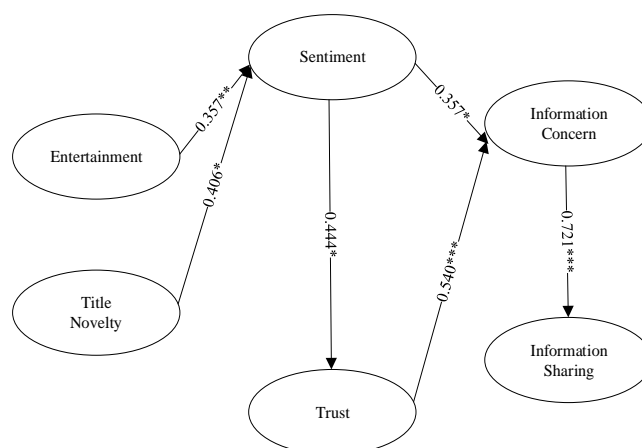 Sentiment
Information
Concern
Entertainment
0.357**
0.357*
0.406*
0.444*
0.540***
0.721***
Title
Novelty
Information
Sharing
Trust